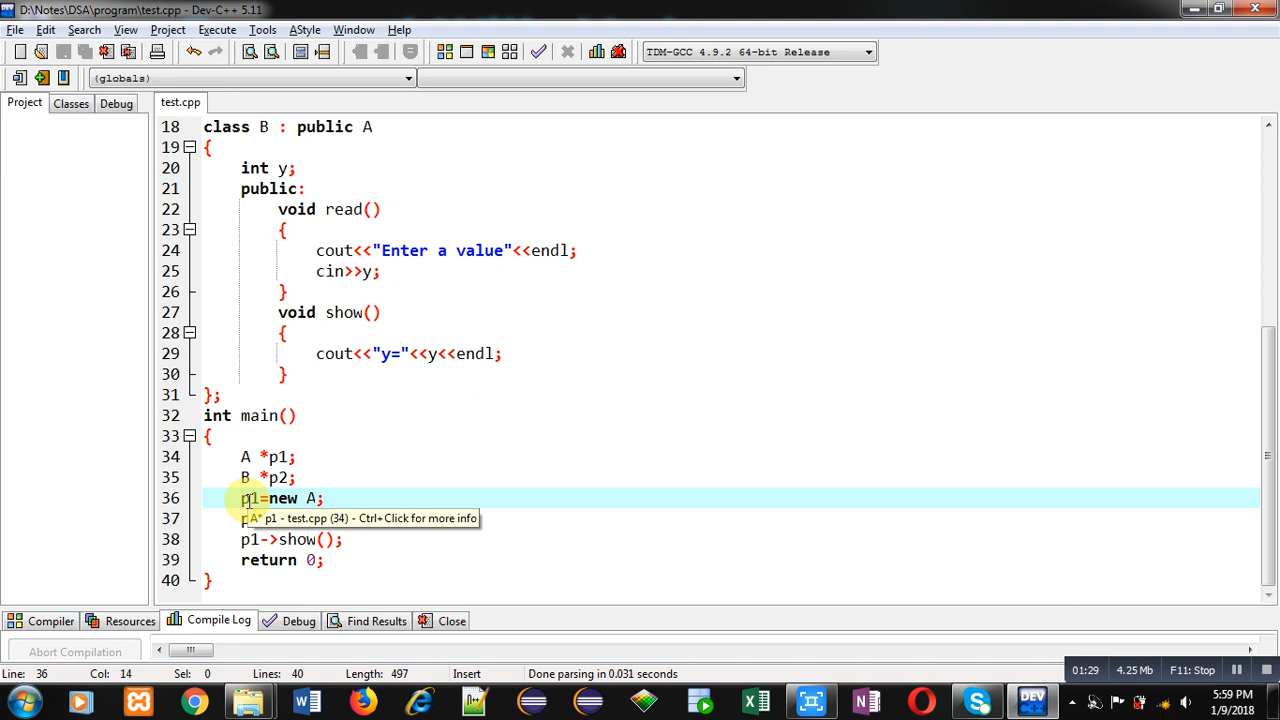 D:\Notes\DSA\program\test.cpp - Dev-C++ 5.11
File Edit Search View Project Execute Tools AStyle Window Help
TDM-GCC 4.9.2 64-bit Release
(globals)
Project Classes Debug test.cpp
18 class B : public A
19 {
20 int y;
21 public:
22 void read()
23 {
24 cout<<"Enter a value"<<endl;
25 cin>>y;
26 }
27 void show()
28 {
29 cout<<"y="<<y<<endl;
30 }
31 };
32 int main()
33 {
34 A *p1;
35 B *p2;
36 p1=new A;
37
A* p1 - test.cpp (34) - Ctrl+Click for more info
38 p1->show();
39 return 0;
40 }
Compiler Resources Compile Log Debug Find Results Close
Abort Compilation
Line: 36 Col: 14 Sel: 0 Lines: 40 Length: 497 Insert Done parsing in 0.031 seconds
01:29 4.25 Mb F11: Stop
DEV
5:59 PM
1/9/2018